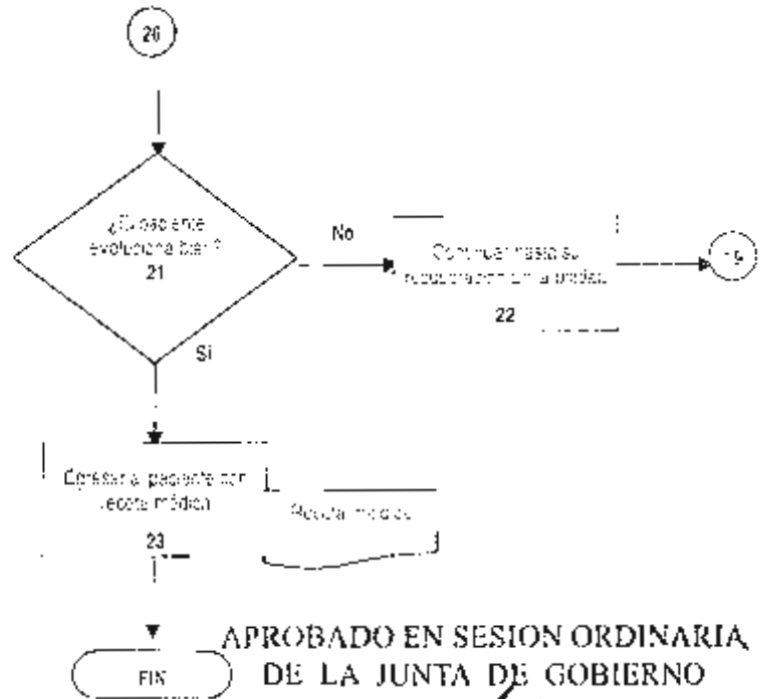 20
¿El paciente
evoluciona bien?
21
No
Continuar hasta su
recuperación en la unidad
22
19
Si
Egresar al paciente con
receta médica
23
Receta médica
FIN
APROBADO EN SESION ORDINARIA
DE LA JUNTA DE GOBIERNO